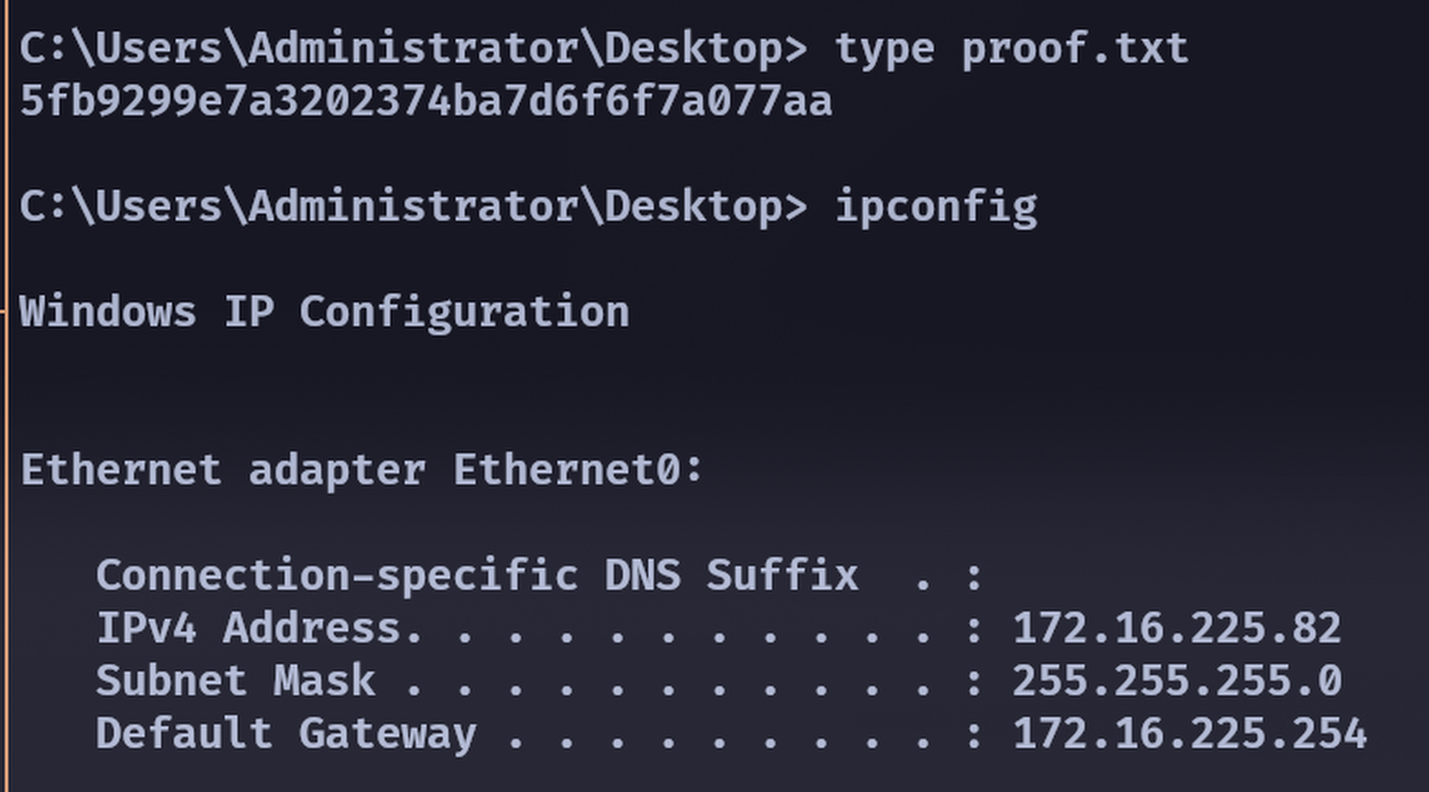 C:\Users\Administrator\Desktop> type proof.txt
5fb9299e7a3202374ba7d6f6f7a077aa
C:\Users\Administrator\Desktop> ipconfig
Windows IP Configuration
Ethernet adapter Ethernet0:
   Connection-specific DNS Suffix  . :
   IPv4 Address. . . . . . . . . . . : 172.16.225.82
   Subnet Mask . . . . . . . . . . . : 255.255.255.0
   Default Gateway . . . . . . . . . : 172.16.225.254